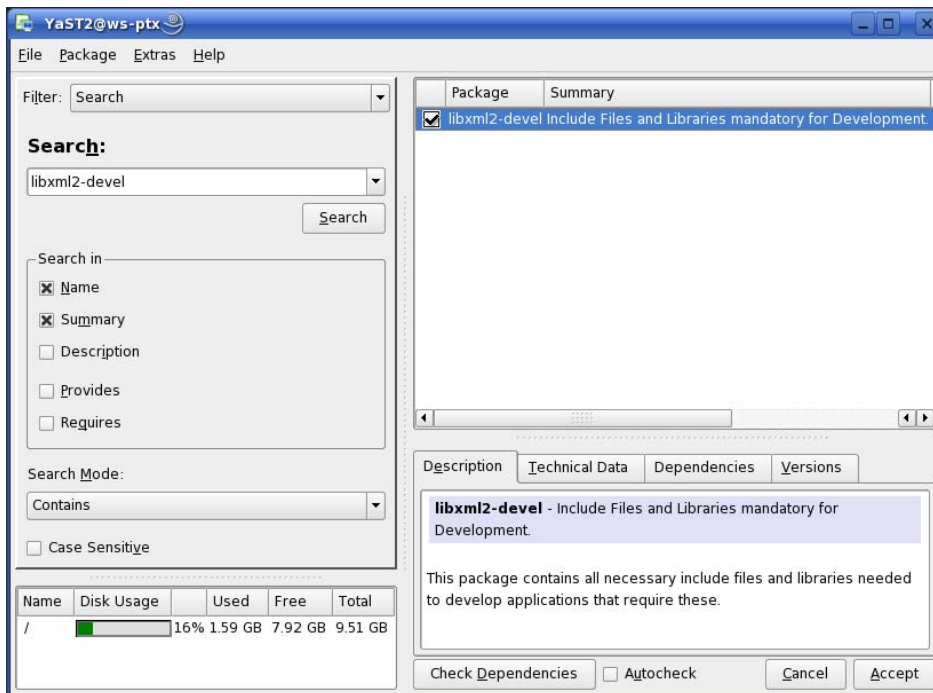 YaST2@ws-ptx
File Package Extras Help
Filter: Search
Search:
libxml2-devel
Search
Search in
Name
Summary
Description
Provides
Requires
Search Mode:
Contains
Case Sensitive
Name Disk Usage Used Free Total
/ 16% 1.59 GB 7.92 GB 9.51 GB
Package Summary
libxml2-devel Include Files and Libraries mandatory for Development.
Description Technical Data Dependencies Versions
libxml2-devel - Include Files and Libraries mandatory for
Development.
This package contains all necessary include files and libraries needed
to develop applications that require these.
Check Dependencies Autocheck Cancel Accept